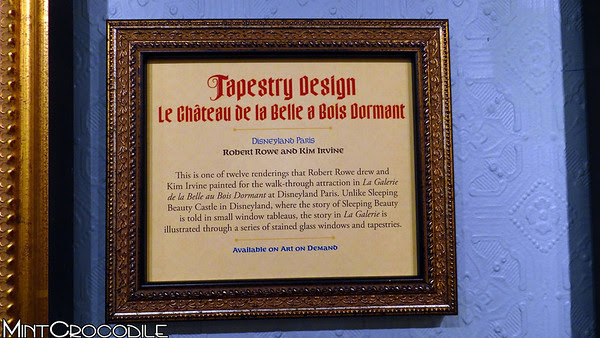 Tapestry Design
Le Château de la Belle a Bois Dormant
Disneyland Paris
Robert Rowe and Kim Irvine
This is one of twelve renderings that Robert Rowe drew and
Kim Irvine painted for the walk-through attraction in La Galerie
de la Belle au Bois Dormant at Disneyland Paris. Unlike Sleeping
Beauty Castle in Disneyland, where the story of Sleeping Beauty
is told in small window tableaus, the story in La Galerie is
illustrated through a series of stained glass windows and tapestries.
Available on Art on Demand
MintCrocodile